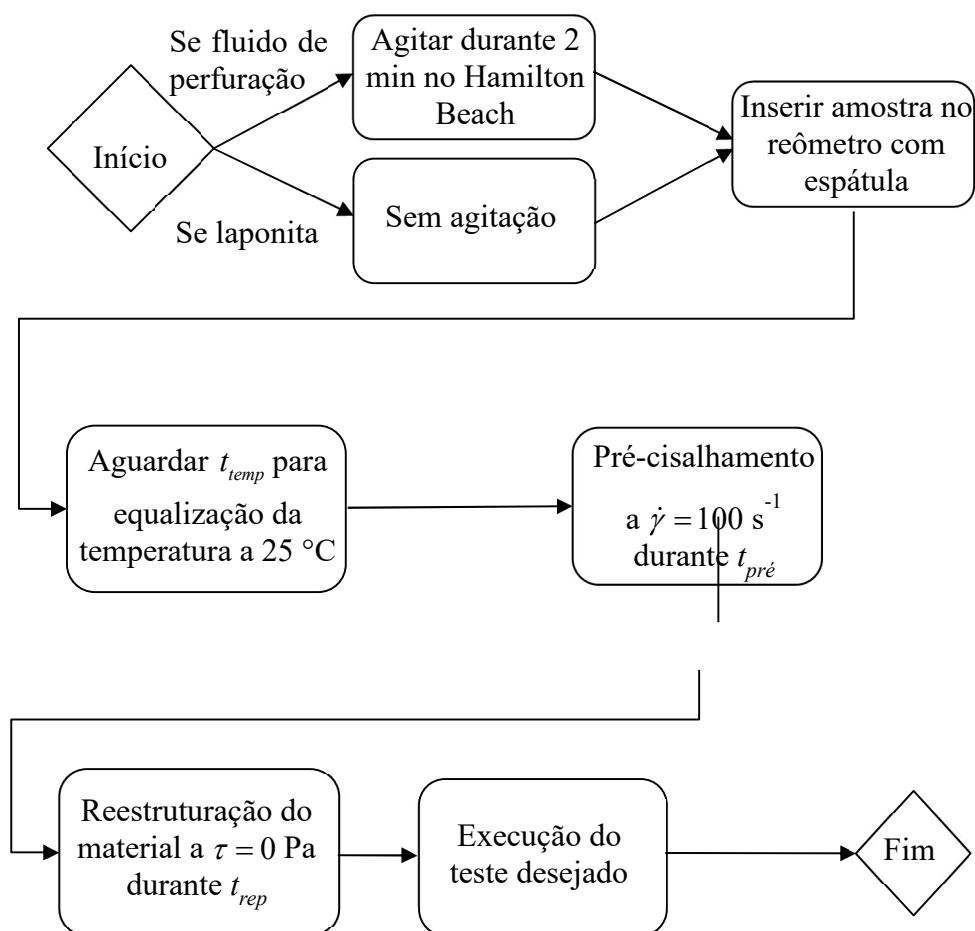 Se fluido de
perfuração
Agitar durante 2
min no Hamilton
Beach
Início
Se laponita
Sem agitação
Inserir amostra no
reômetro com
espátula
Aguardar t_temp para
equalização da
temperatura a 25 °C
Pré-cisalhamento
a γ̇ = 100 s⁻¹
durante t_pré
Reestruturação do
material a τ = 0 Pa
durante t_rep
Execução do
teste desejado
Fim